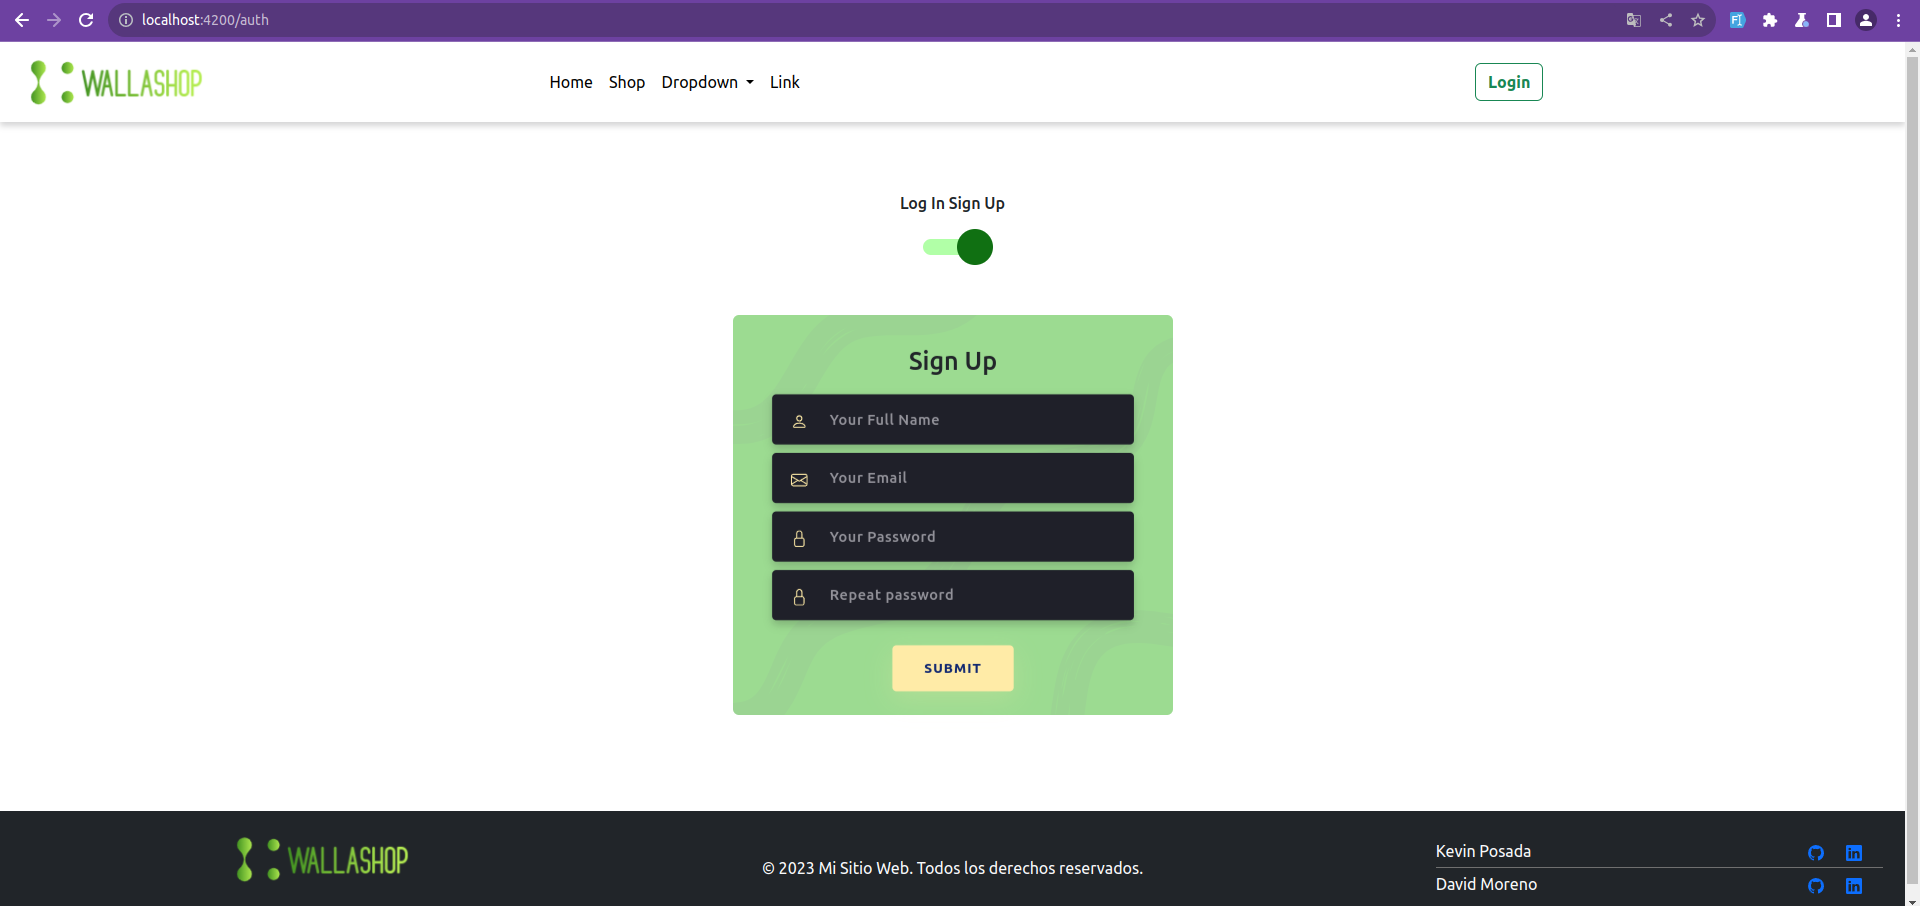 localhost:4200/auth
WALLASHOP
Home Shop Dropdown Link
Login
Log In Sign Up
Sign Up
Your Full Name
Your Email
Your Password
Repeat password
SUBMIT
WALLASHOP
© 2023 Mi Sitio Web. Todos los derechos reservados.
Kevin Posada
David Moreno